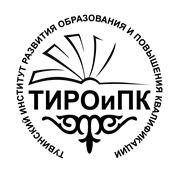 ТУВИНСКИЙ ИНСТИТУТ РАЗВИТИЯ ОБРАЗОВАНИЯ И ПОВЫШЕНИЯ КВАЛИФИКАЦИИ
ТИРОиПК